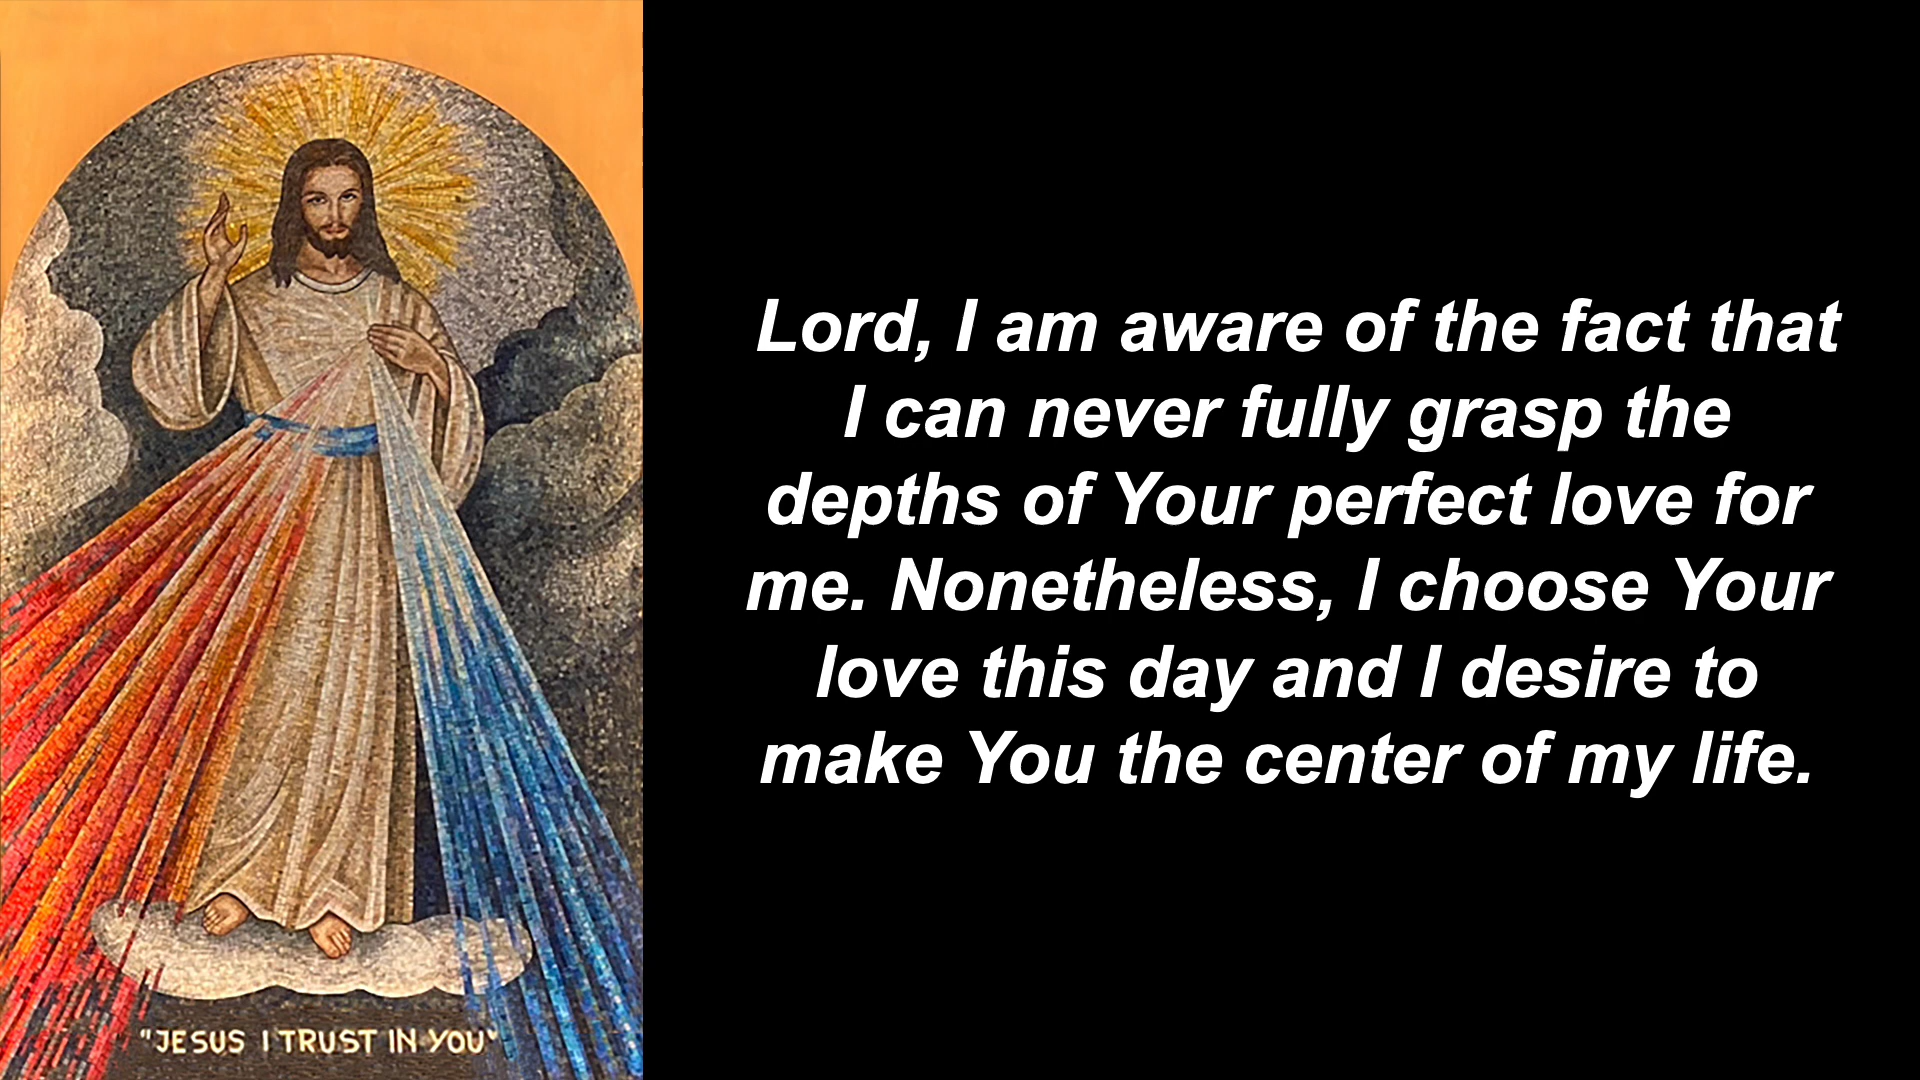 Lord, I am aware of the fact that
I can never fully grasp the
depths of Your perfect love for
me. Nonetheless, I choose Your
love this day and I desire to
make You the center of my life.
"JESUS I TRUST IN YOU"